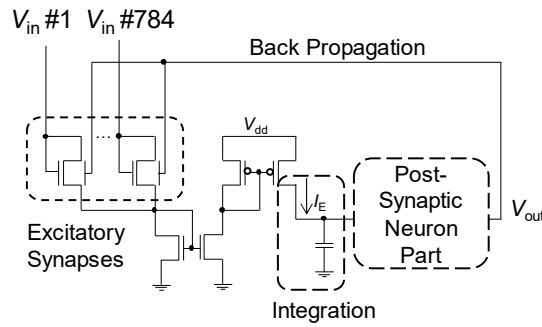 V_in #1 V_in #784
Back Propagation
...
V_dd
Excitatory
Synapses
I_E
Integration
Post-
Synaptic
Neuron
Part
V_out